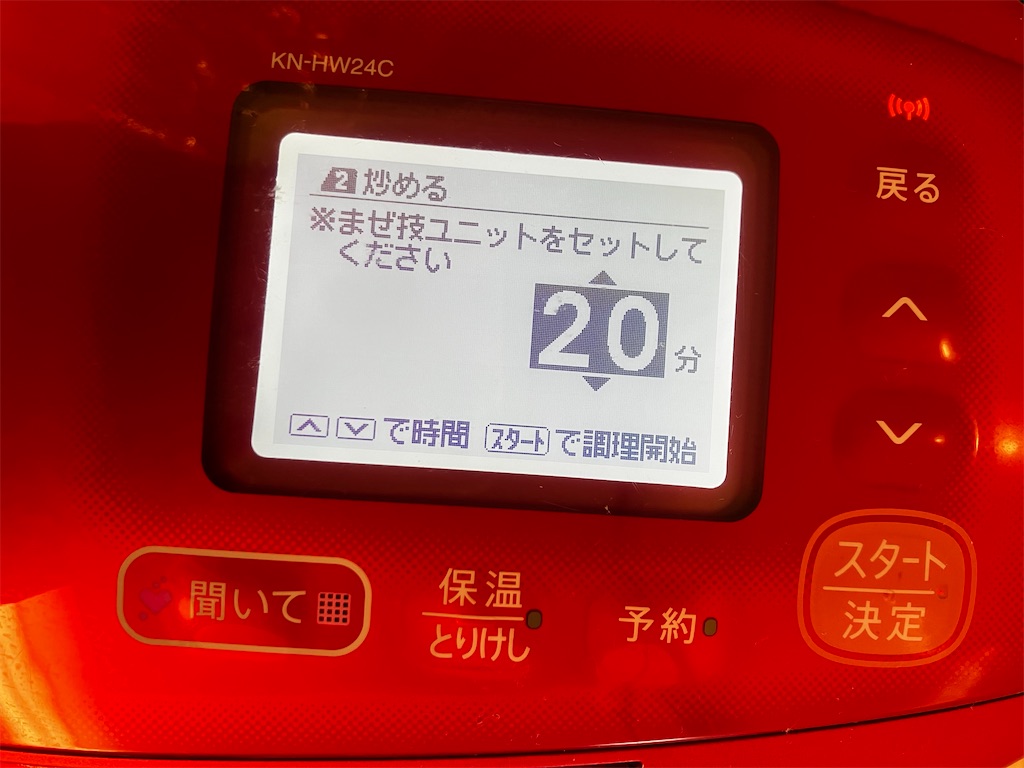 KN-HW24C
2 炒める
※まぜ技ユニットをセットして
ください
20分
で時間 スタート で調理開始
戻る
聞いて
保温
とりけし
予約
スタート
決定